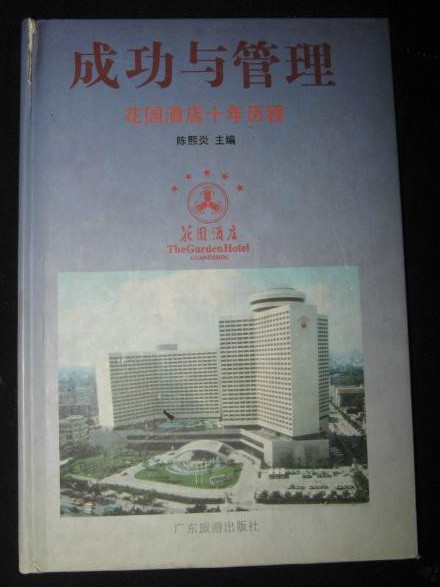 成功与管理
花园酒店十年历程
陈熙炎 主编
花园酒店
The Garden Hotel
GUANGZHOU
广东旅游出版社